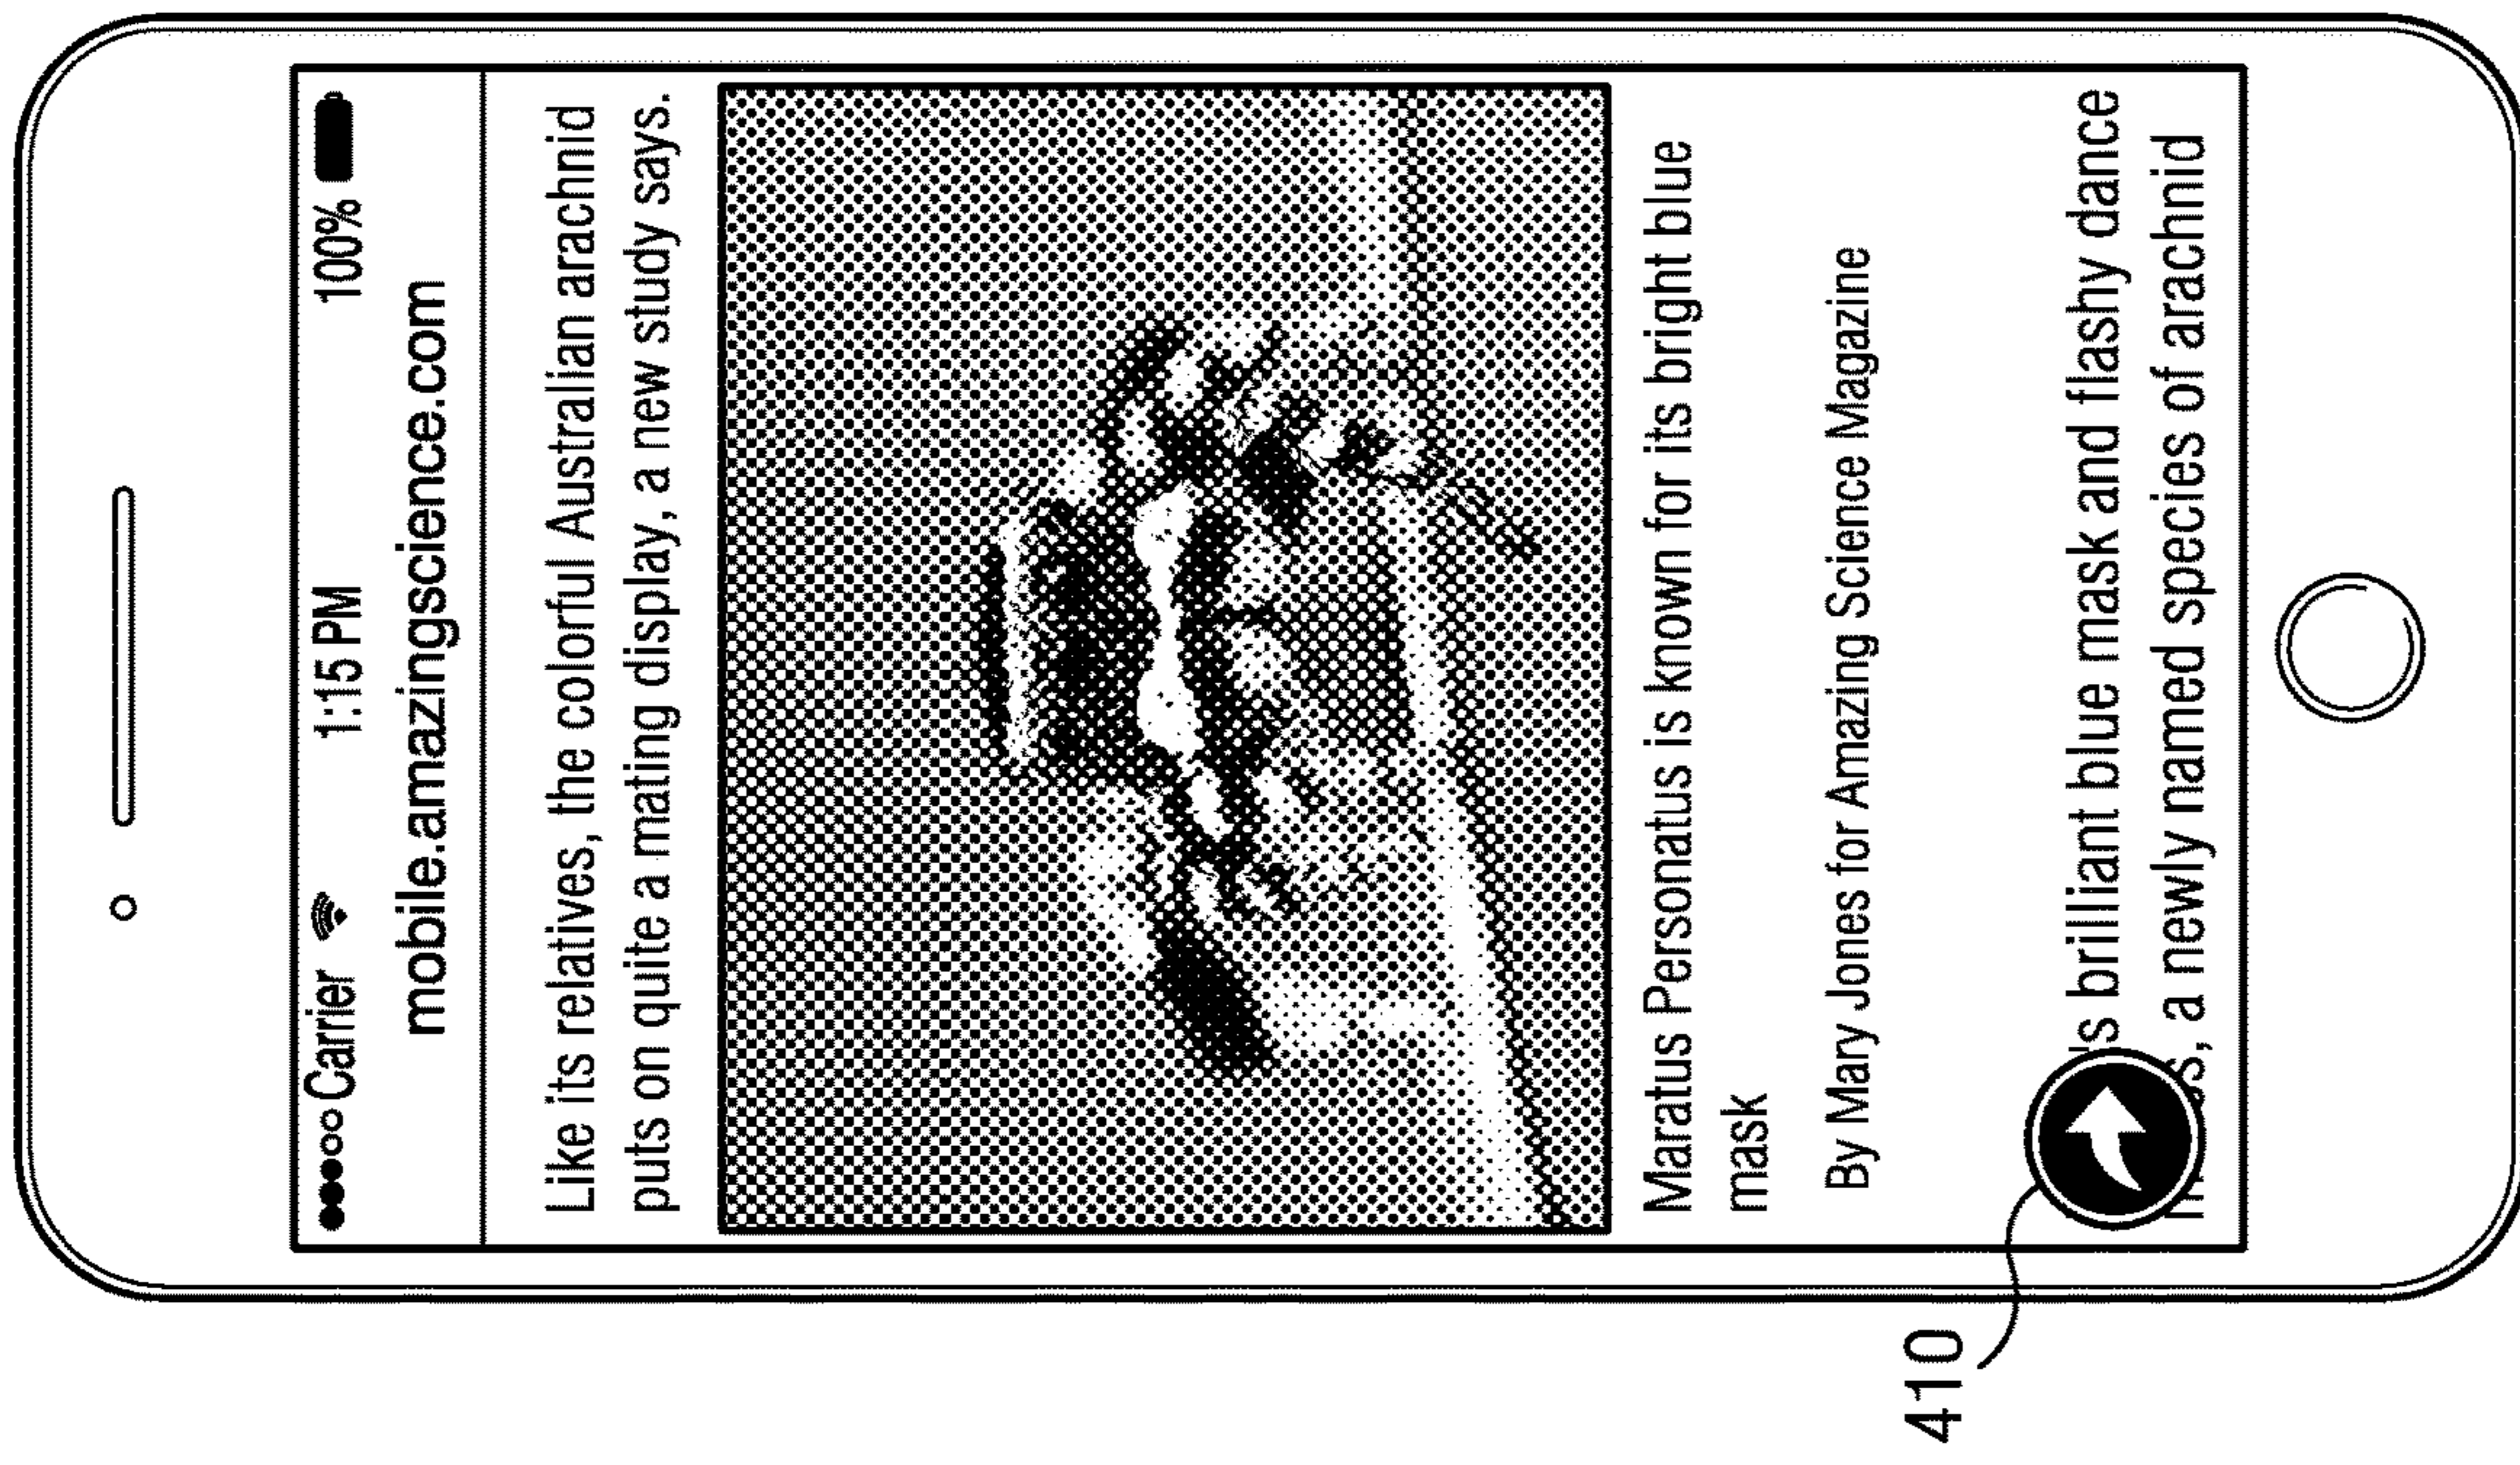 Carrier 1:15 PM 100%
mobile.amazingscience.com
Like its relatives, the colorful Australian arachnid
puts on quite a mating display, a new study says.
Maratus Personatus is known for its bright blue
mask
By Mary Jones for Amazing Science Magazine
's brilliant blue mask and flashy dance
a newly named species of arachnid
410